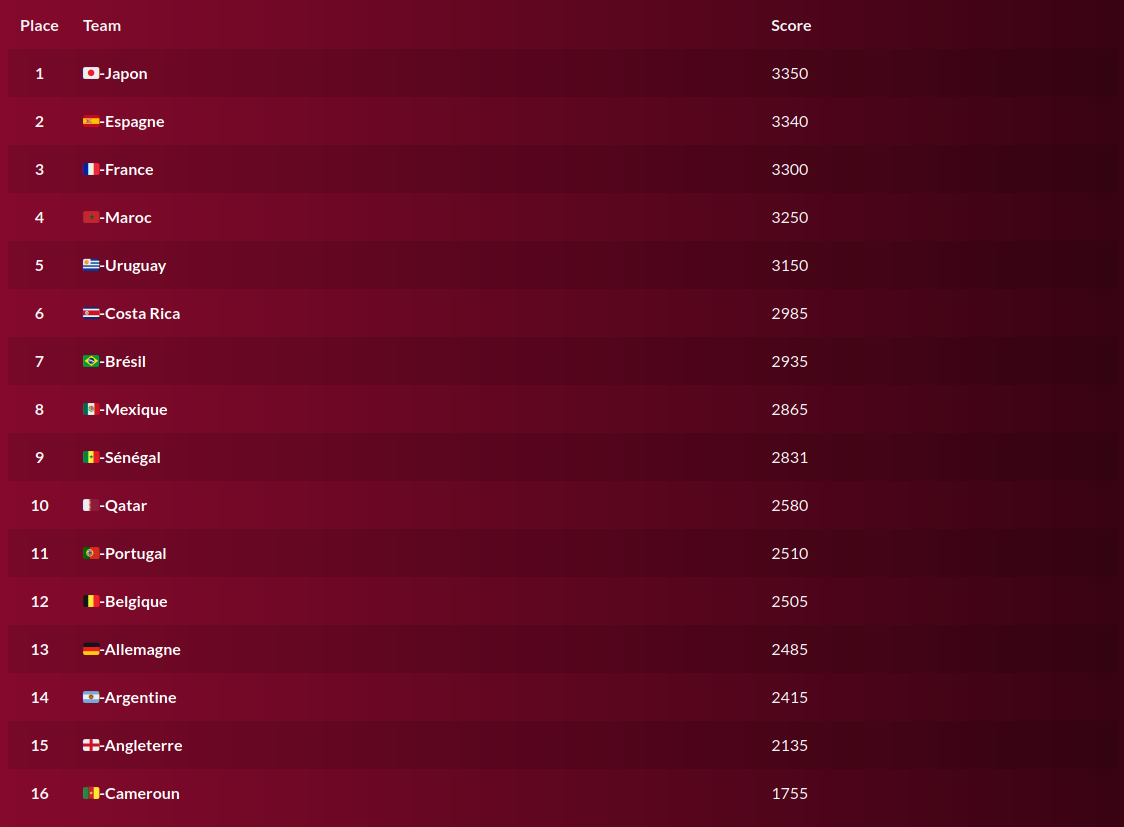 Place Team Score
1 -Japon 3350
2 -Espagne 3340
3 -France 3300
4 -Maroc 3250
5 -Uruguay 3150
6 -Costa Rica 2985
7 -Brésil 2935
8 -Mexique 2865
9 -Sénégal 2831
10 -Qatar 2580
11 -Portugal 2510
12 -Belgique 2505
13 -Allemagne 2485
14 -Argentine 2415
15 -Angleterre 2135
16 -Cameroun 1755